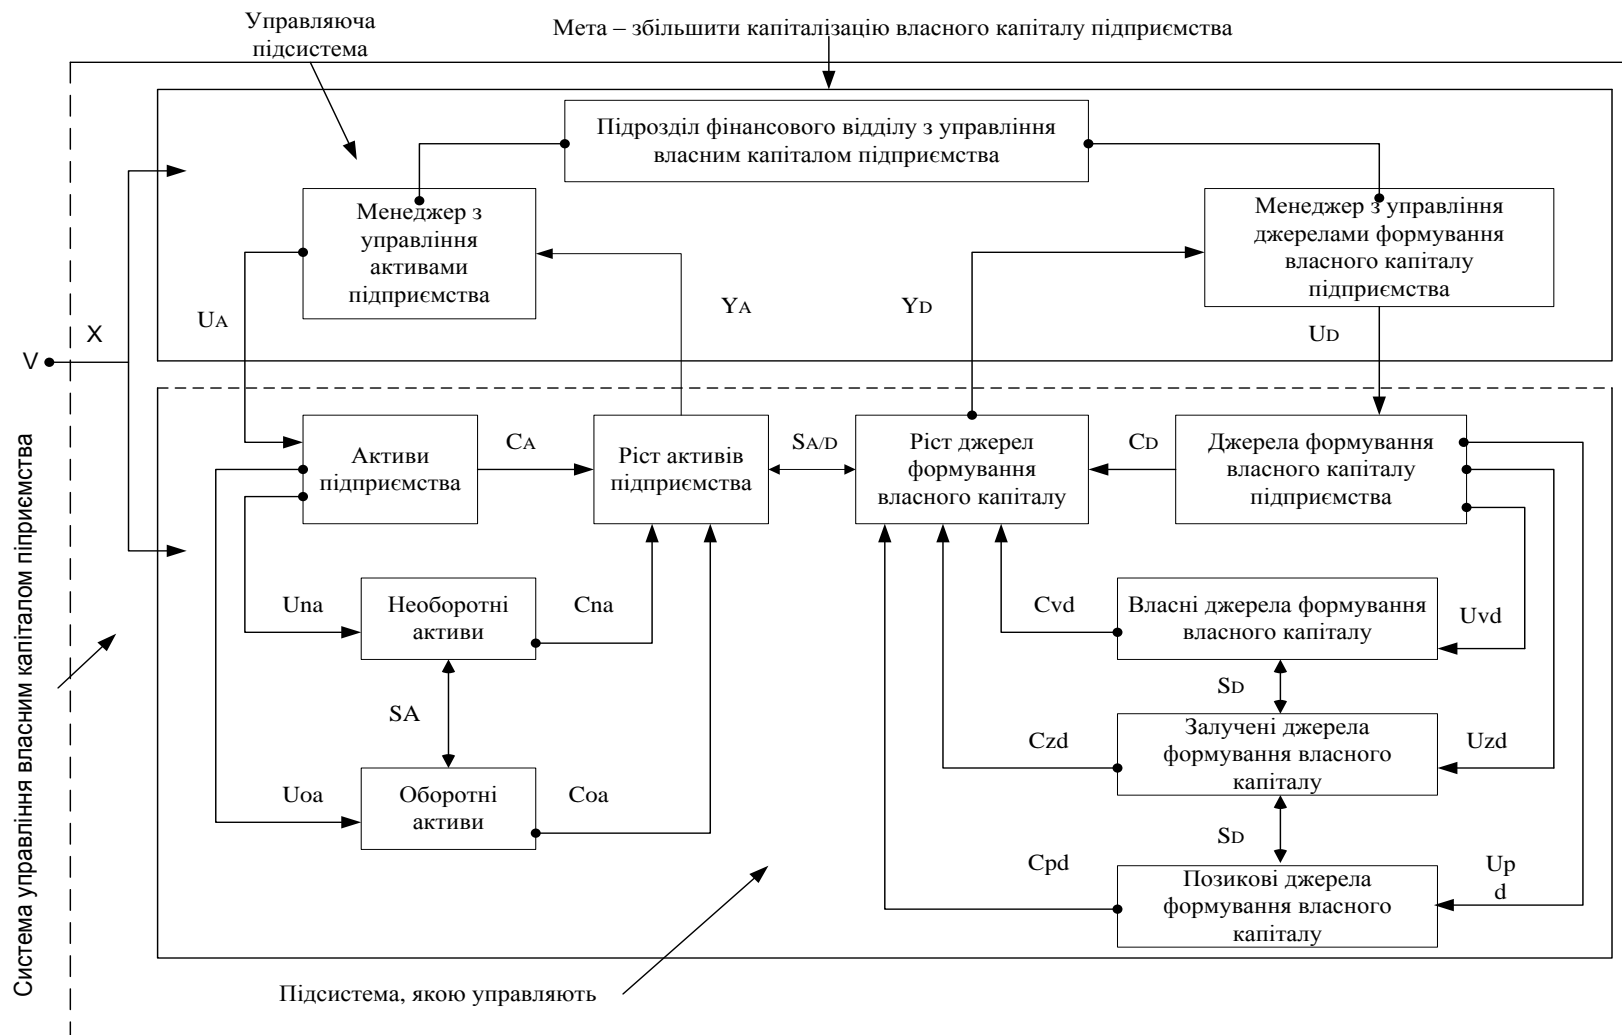 Управляюча
підсистема
Мета – збільшити капіталізацію власного капіталу підприємства
Підрозділ фінансового відділу з управління
власним капіталом підприємства
Менеджер з
управління
активами
підприємства
Менеджер з управління
джерелами формування
власного капіталу
підприємства
UA
YA
YD
UD
X
V
Система управління власним капіталом піприємства
Активи
підприємства
CA
Ріст активів
підприємства
SA/D
Ріст джерел
формування
власного капіталу
CD
Джерела формування
власного капіталу
підприємства
Una
Необоротні
активи
Cna
Cvd
Власні джерела формування
власного капіталу
Uvd
SA
SD
Uoa
Оборотні
активи
Coa
Czd
Залучені джерела
формування власного
капіталу
Uzd
SD
Cpd
Позикові джерела
формування власного
капіталу
Up
d
Підсистема, якою управляють